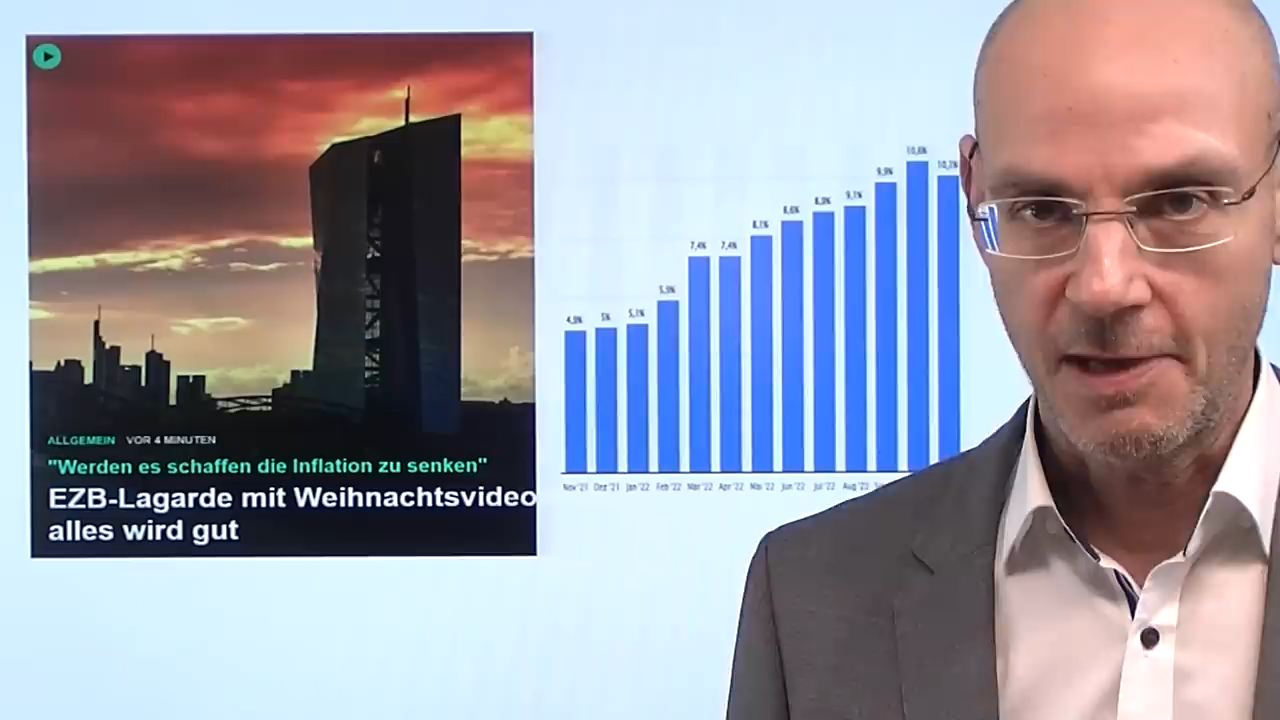 ALLGEMEIN VOR 4 MINUTEN
"Werden es schaffen die Inflation zu senken"
EZB-Lagarde mit Weihnachtsvideo
alles wird gut
4,9% 5% 5,1% 5,9% 7,4% 7,4% 8,1% 8,6% 8,9% 9,1% 9,9% 10,6% 10,1%
Nov '21 Dez '21 Jan '22 Feb '22 Mär '22 Apr '22 Mai '22 Jun '22 Jul '22 Aug '22